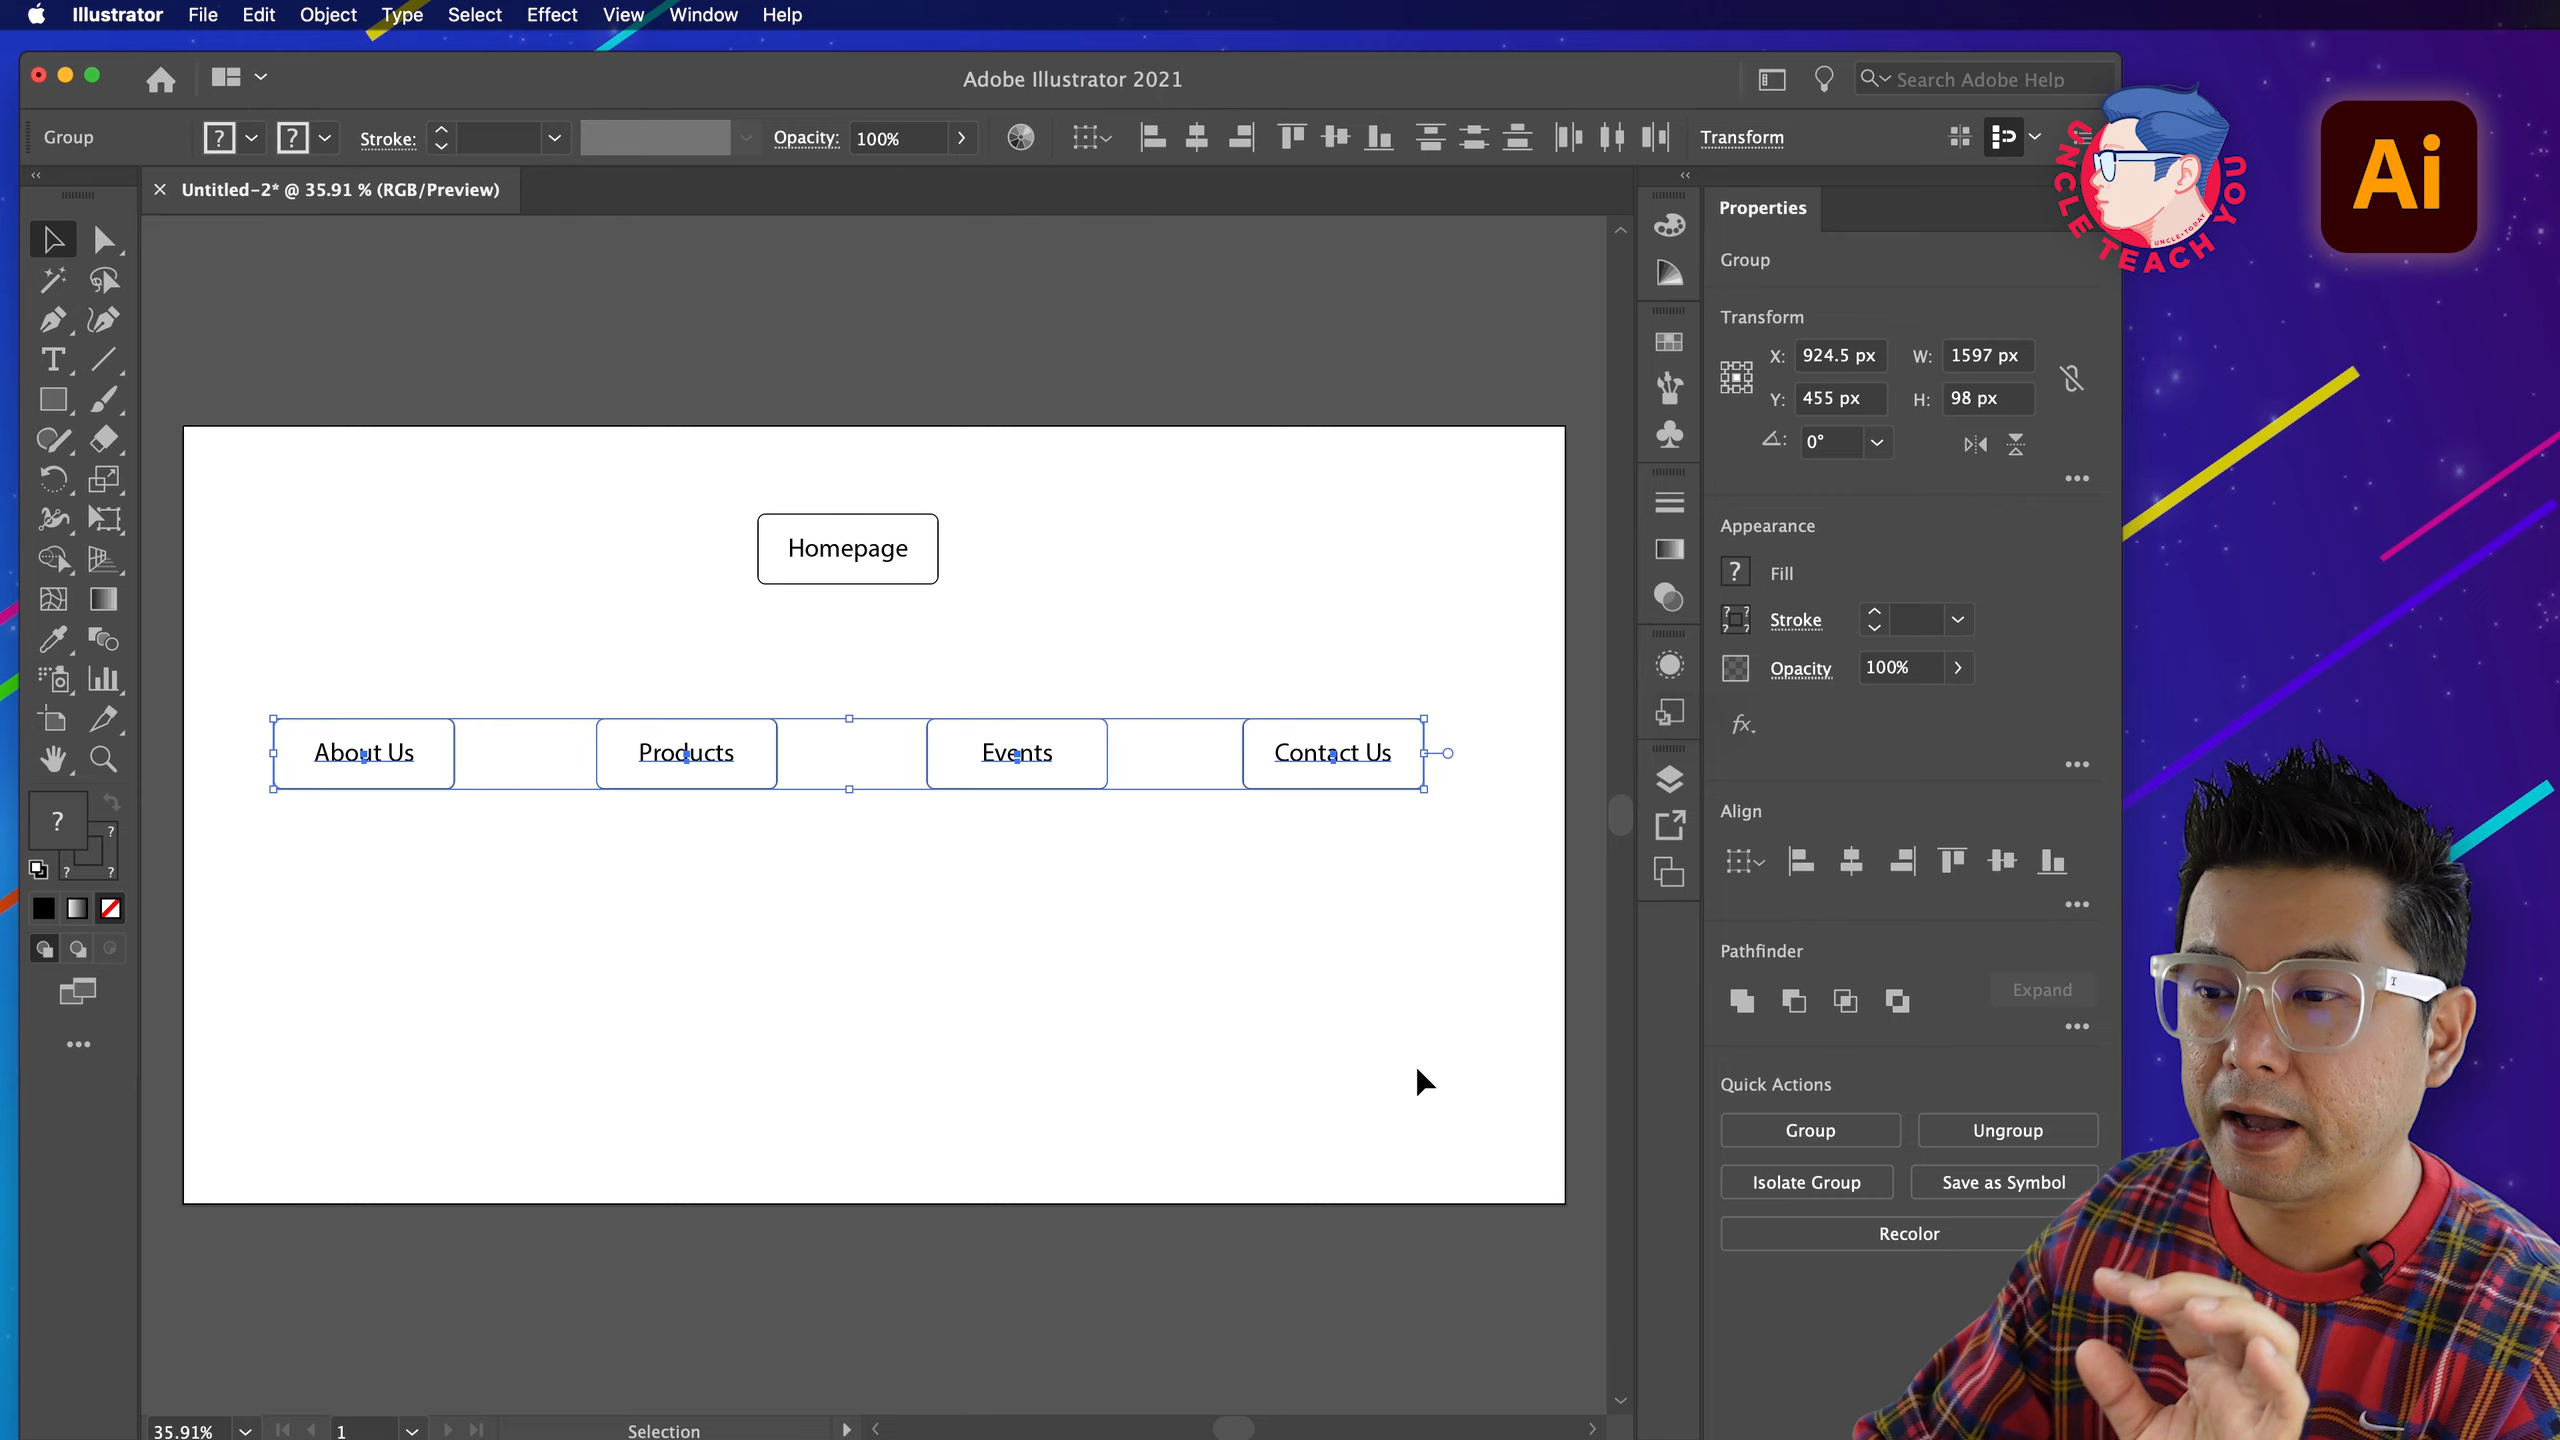 Illustrator File Edit Object Type Select Effect View Window Help
Adobe Illustrator 2021
Search Adobe Help
Group
? ? Stroke: Opacity: 100% Transform
Untitled-2* @ 35.91 % (RGB/Preview)
UNCLE TEACH YOU
UNCLE•TODAY
Ai
Properties
Group
Transform
X: 924.5 px W: 1597 px
Y: 455 px H: 98 px
0°
Appearance
? Fill
Stroke
Opacity 100%
fx
Align
Pathfinder
Expand
Quick Actions
Group Ungroup
Isolate Group Save as Symbol
Recolor
Homepage
About Us Products Events Contact Us
35.91% 1 Selection